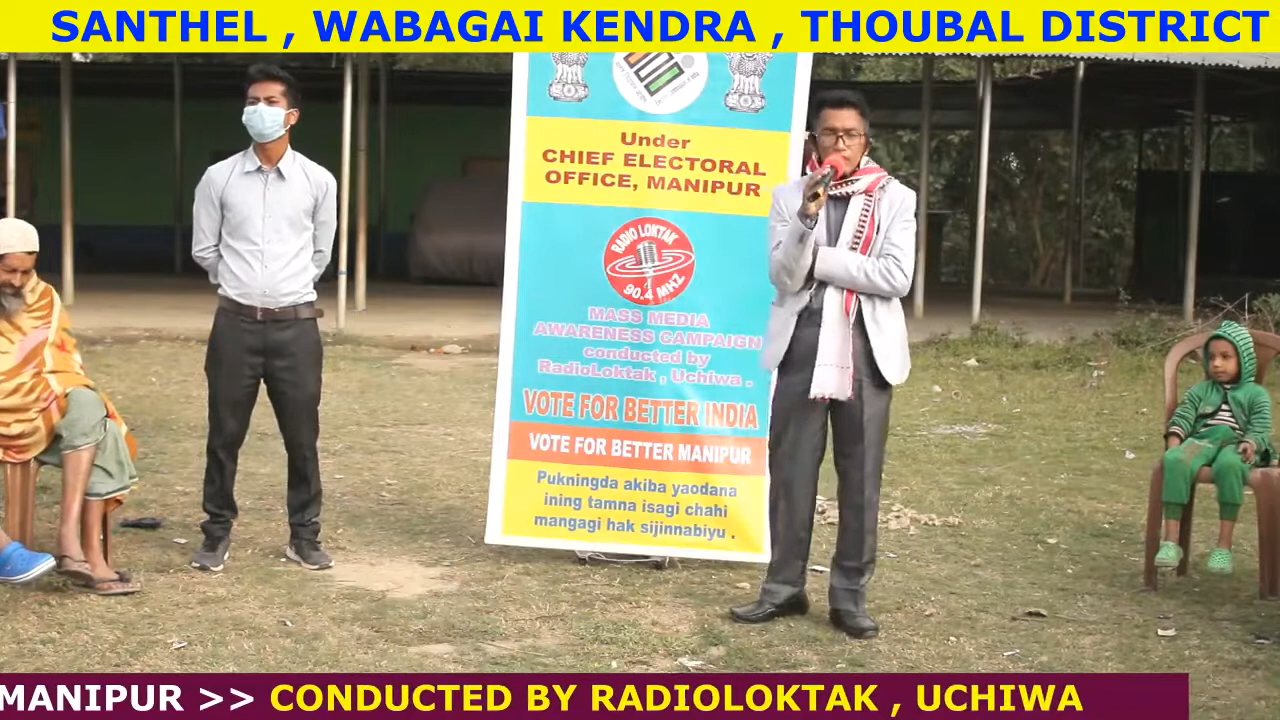 SANTHEL , WABAGAI KENDRA , THOUBAL DISTRICT
Under
CHIEF ELECTORAL
OFFICE, MANIPUR
RADIO LOKTAK
90.4 MHZ
MASS MEDIA
AWARENESS CAMPAIGN
conducted by
RadioLoktak , Uchiwa .
VOTE FOR BETTER INDIA
VOTE FOR BETTER MANIPUR
Pukningda akiba yaodana
ining tamna isagi chahi
mangagi hak sijinnabiyu .
MANIPUR >> CONDUCTED BY RADIOLOKTAK , UCHIWA